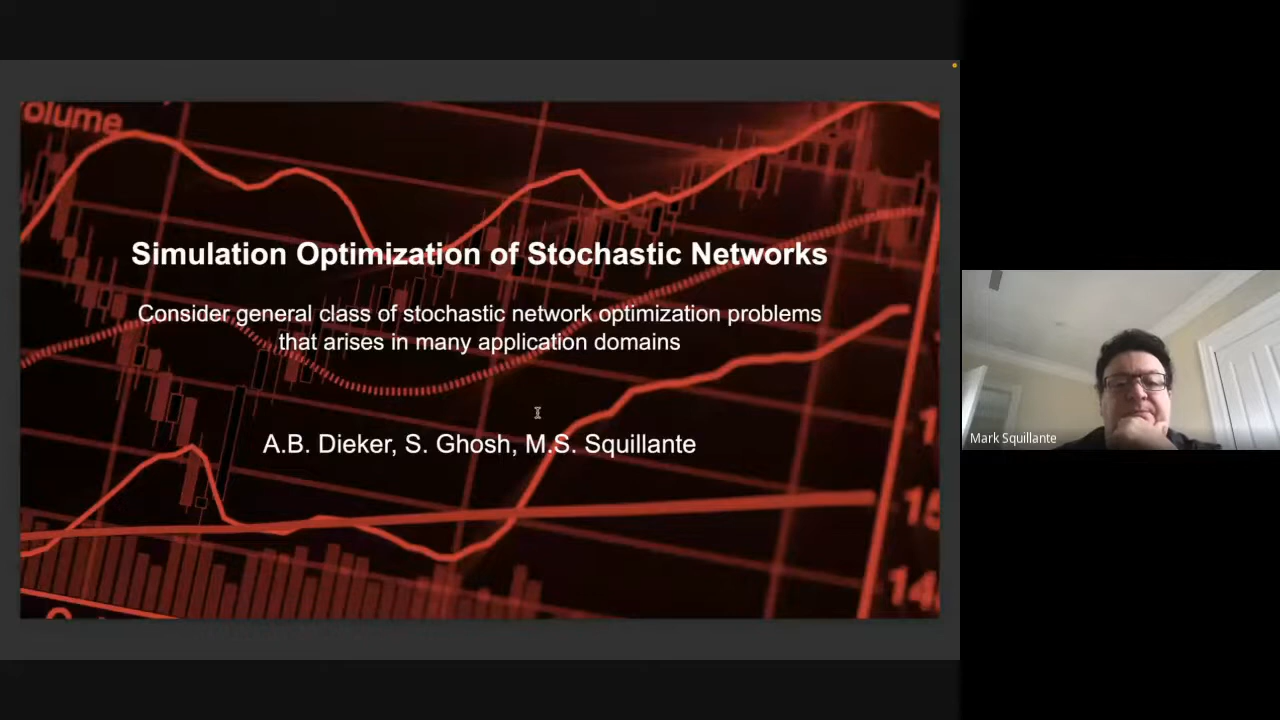 olume
Simulation Optimization of Stochastic Networks
Consider general class of stochastic network optimization problems
that arises in many application domains
A.B. Dieker, S. Ghosh, M.S. Squillante
Mark Squillante